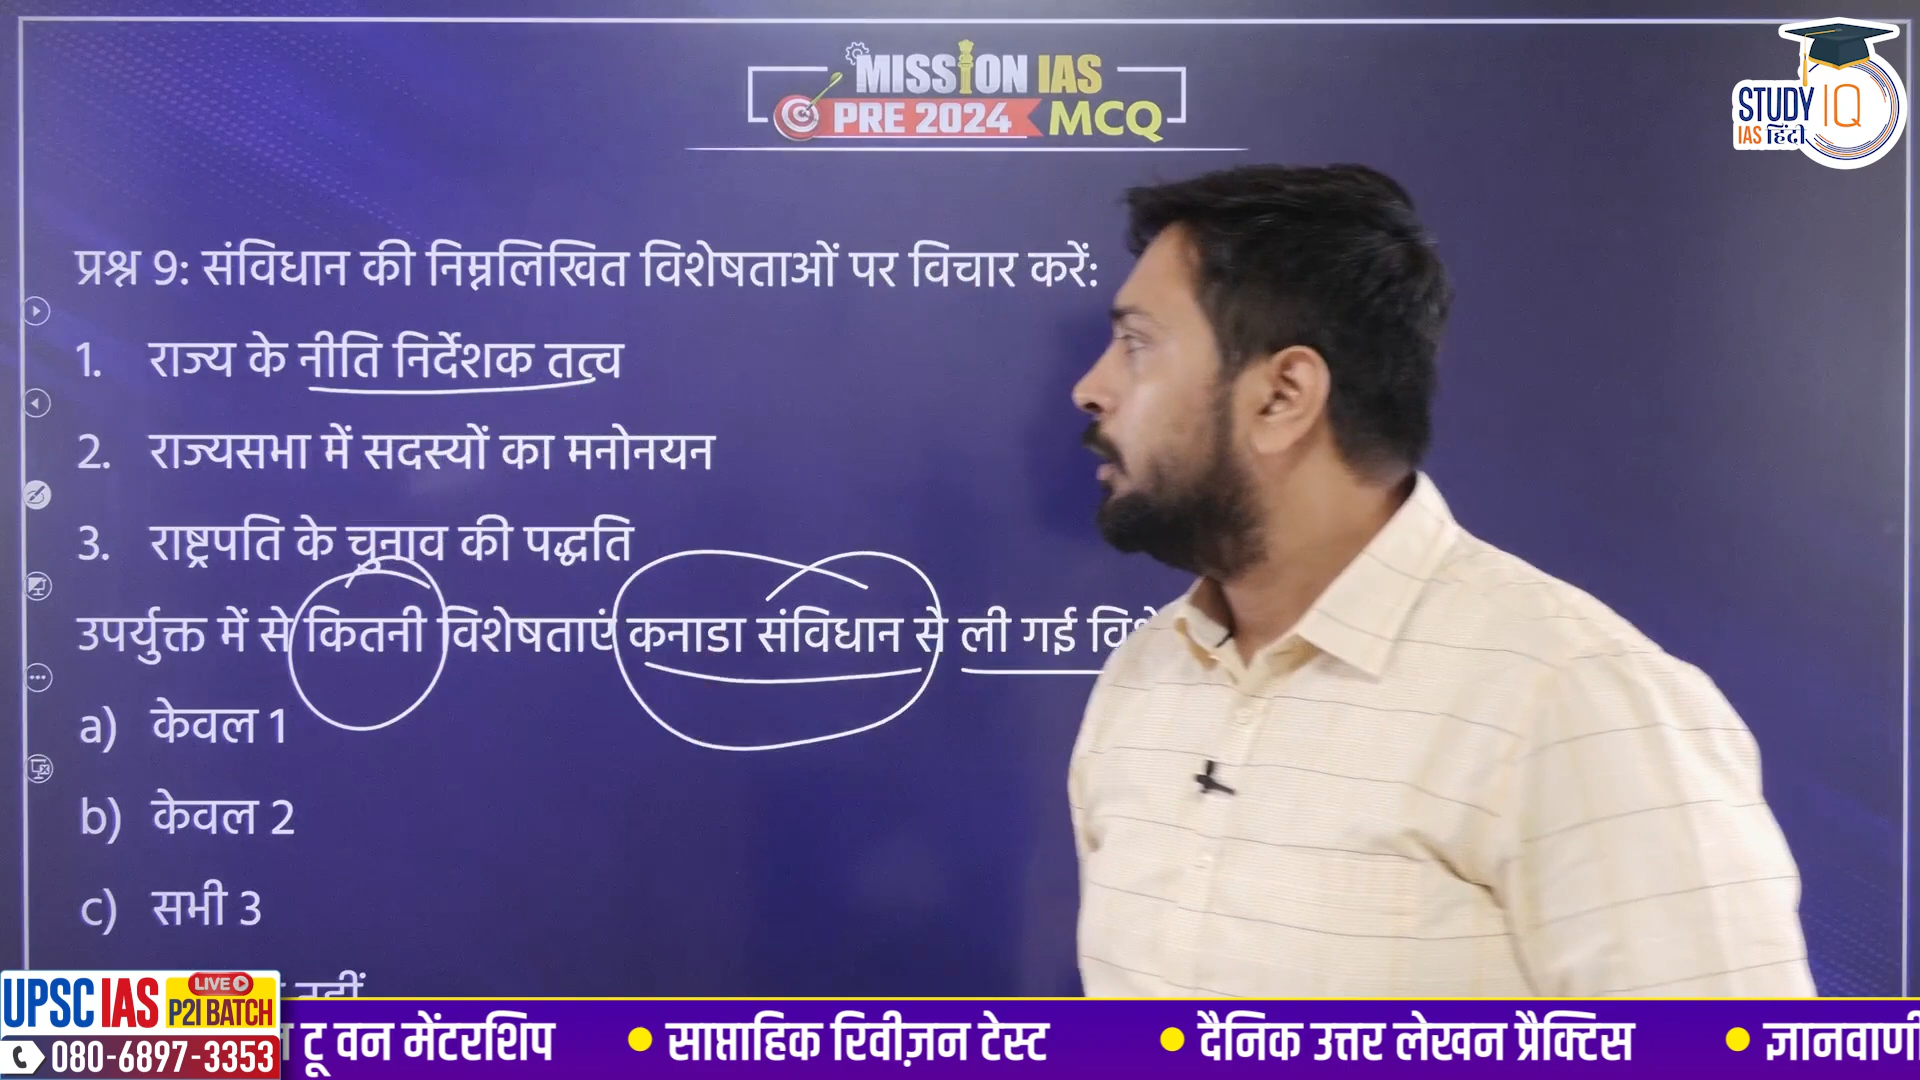 MISSION IAS
PRE 2024 MCQ
STUDY IQ
IAS हिंदी
प्रश्न 9: संविधान की निम्नलिखित विशेषताओं पर विचार करें:
1. राज्य के नीति निर्देशक तत्व
2. राज्यसभा में सदस्यों का मनोनयन
3. राष्ट्रपति के चुनाव की पद्धति
उपर्युक्त में से कितनी विशेषताएं कनाडा संविधान से ली गई
a) केवल 1
b) केवल 2
c) सभी 3
UPSC IAS LIVE P2I BATCH
080-6897-3353
टू वन मेंटरशिप • साप्ताहिक रिवीज़न टेस्ट • दैनिक उत्तर लेखन प्रैक्टिस • ज्ञानवाणी